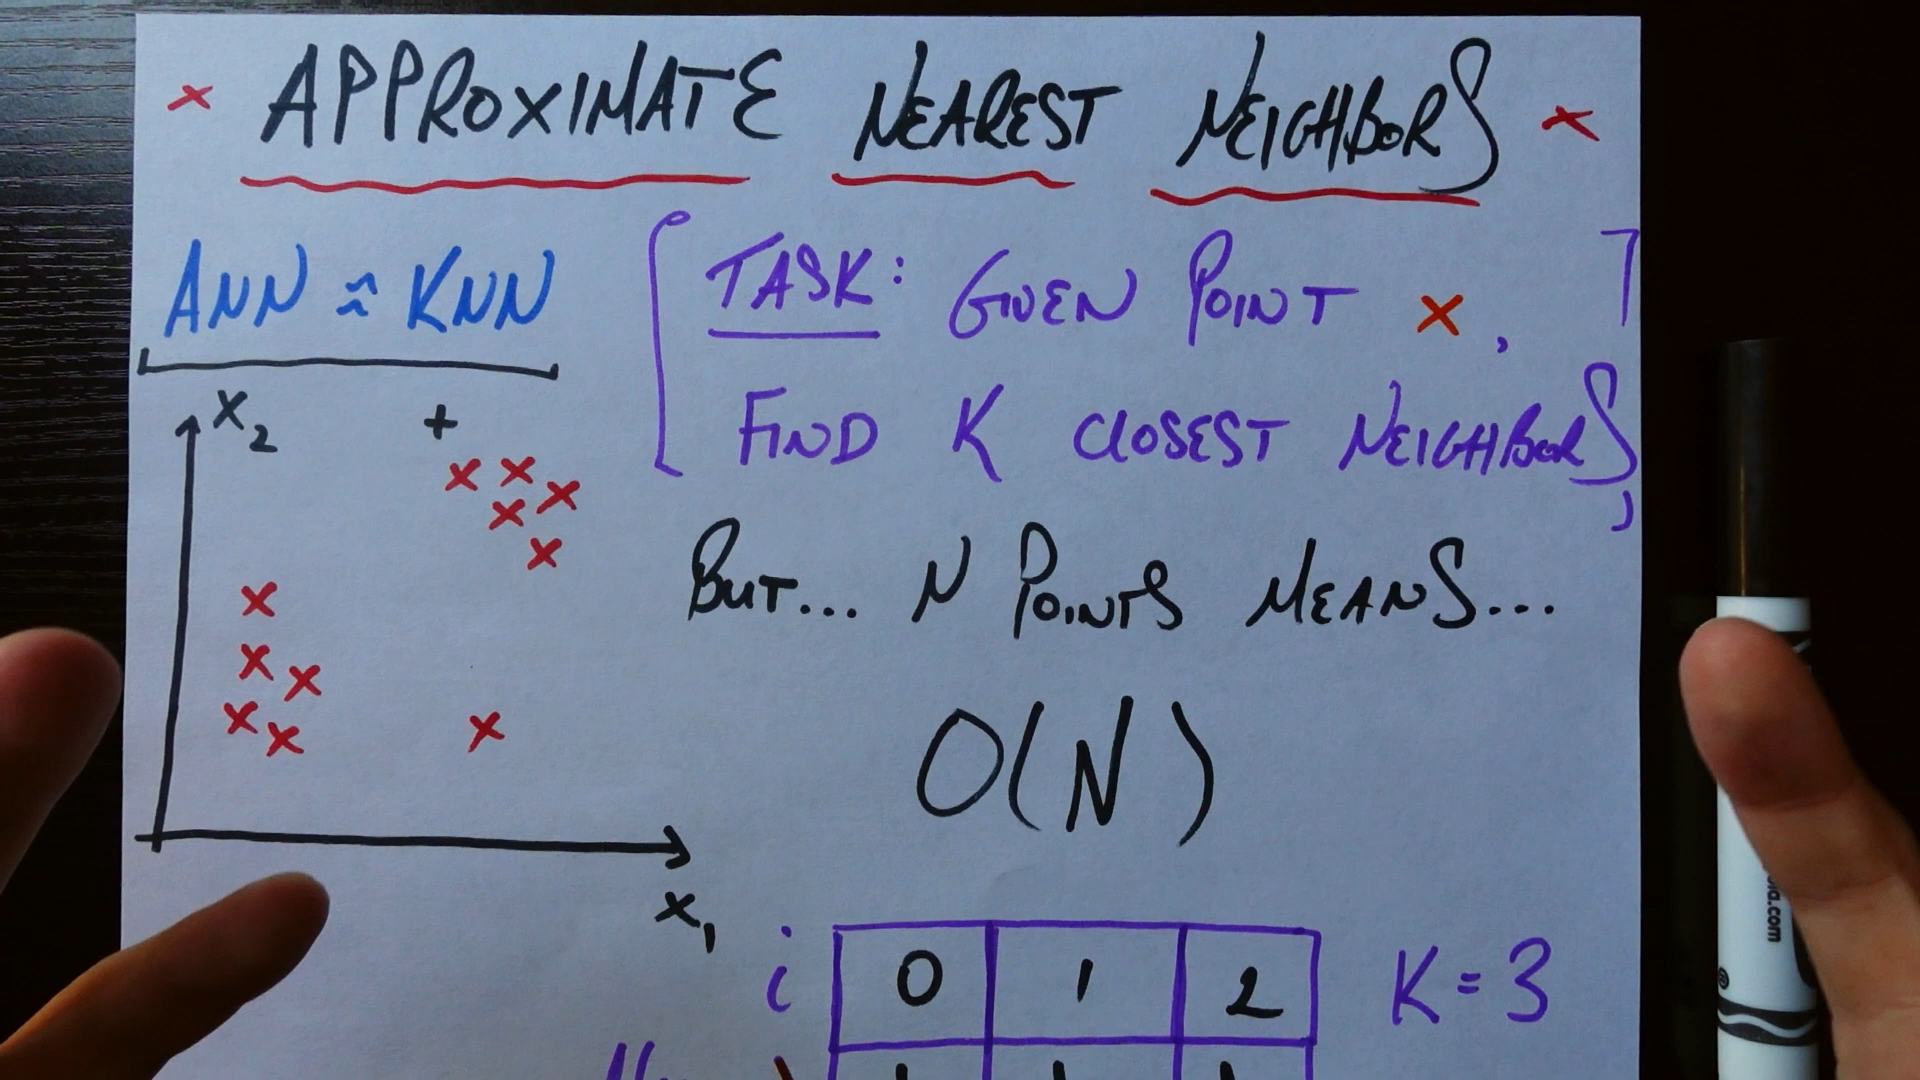 APPROXIMATE NEAREST NEIGHBORS
ANN ≈ KNN
TASK: GIVEN POINT x,
FIND K CLOSEST NEIGHBORS,
BUT... N POINTS MEANS...
O(N)
x2
x1
i 0 1 2 K = 3